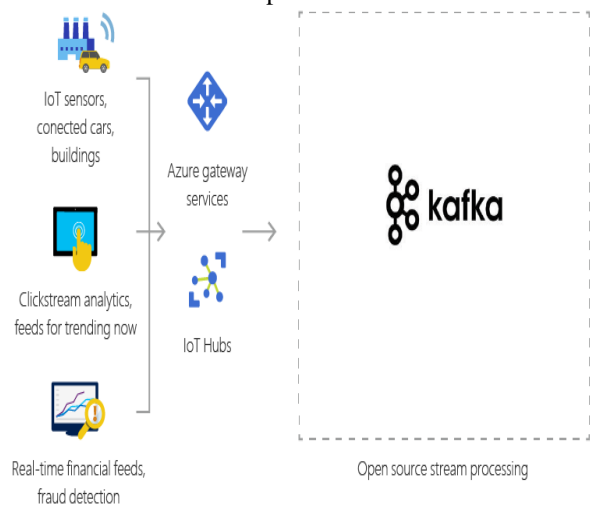 IoT sensors,
conected cars,
buildings
Azure gateway
services
kafka
Clickstream analytics,
feeds for trending now
IoT Hubs
Real-time financial feeds,
fraud detection
Open source stream processing